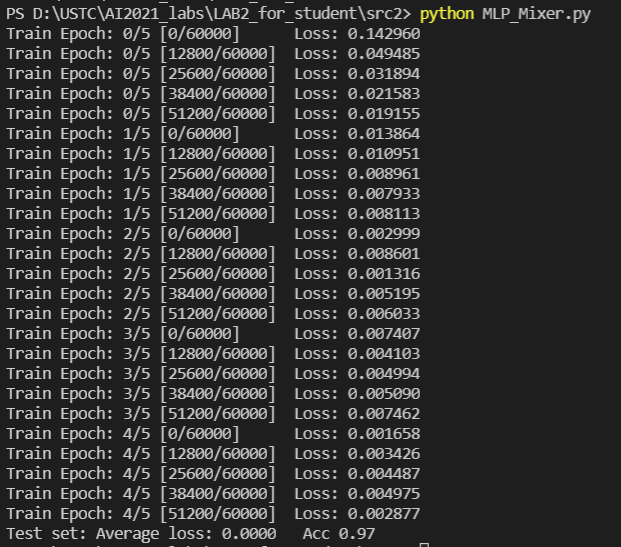 PS D:\USTC\AI2021_labs\LAB2_for_student\src2> python MLP_Mixer.py
Train Epoch: 0/5 [0/60000] Loss: 0.142960
Train Epoch: 0/5 [12800/60000] Loss: 0.049485
Train Epoch: 0/5 [25600/60000] Loss: 0.031894
Train Epoch: 0/5 [38400/60000] Loss: 0.021583
Train Epoch: 0/5 [51200/60000] Loss: 0.019155
Train Epoch: 1/5 [0/60000] Loss: 0.013864
Train Epoch: 1/5 [12800/60000] Loss: 0.010951
Train Epoch: 1/5 [25600/60000] Loss: 0.008961
Train Epoch: 1/5 [38400/60000] Loss: 0.007933
Train Epoch: 1/5 [51200/60000] Loss: 0.008113
Train Epoch: 2/5 [0/60000] Loss: 0.002999
Train Epoch: 2/5 [12800/60000] Loss: 0.008601
Train Epoch: 2/5 [25600/60000] Loss: 0.001316
Train Epoch: 2/5 [38400/60000] Loss: 0.005195
Train Epoch: 2/5 [51200/60000] Loss: 0.006033
Train Epoch: 3/5 [0/60000] Loss: 0.007407
Train Epoch: 3/5 [12800/60000] Loss: 0.004103
Train Epoch: 3/5 [25600/60000] Loss: 0.004994
Train Epoch: 3/5 [38400/60000] Loss: 0.005090
Train Epoch: 3/5 [51200/60000] Loss: 0.007462
Train Epoch: 4/5 [0/60000] Loss: 0.001658
Train Epoch: 4/5 [12800/60000] Loss: 0.003426
Train Epoch: 4/5 [25600/60000] Loss: 0.004487
Train Epoch: 4/5 [38400/60000] Loss: 0.004975
Train Epoch: 4/5 [51200/60000] Loss: 0.002877
Test set: Average loss: 0.0000 Acc 0.97